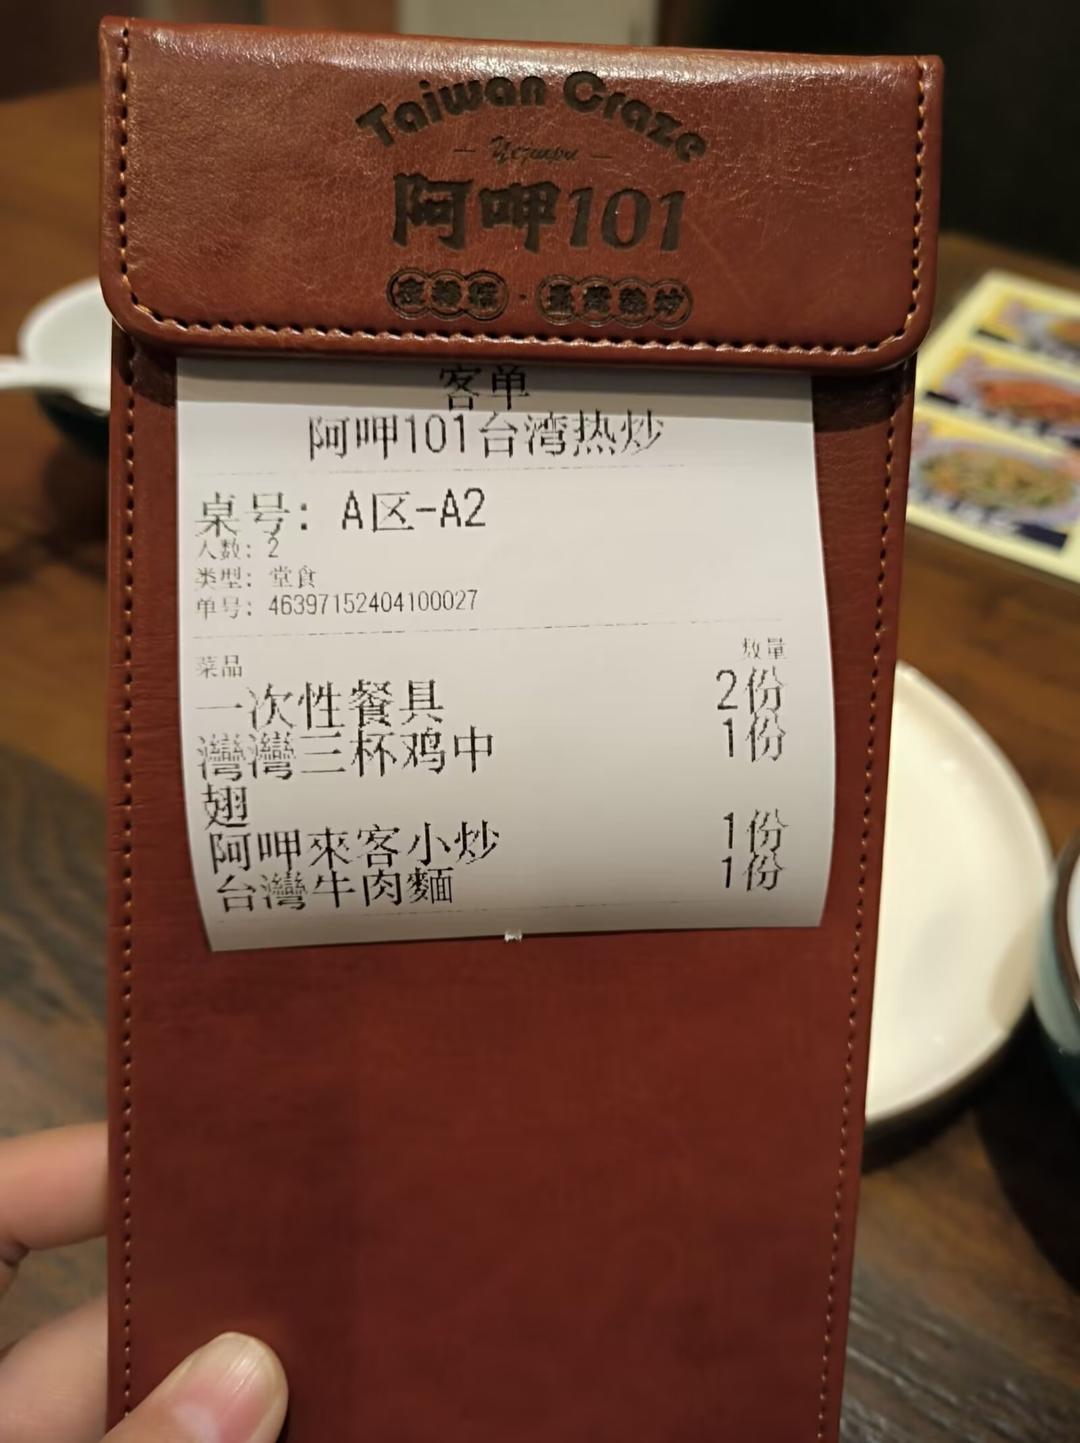 Taiwan Craze
阿呷101
客单
阿呷101台湾热炒
桌号: A区-A2
人数: 2
类型: 堂食
单号: 46397152404100027
菜品 数量
一次性餐具 2份
灣灣三杯鸡中 1份
翅
阿呷來客小炒 1份
台灣牛肉麵 1份